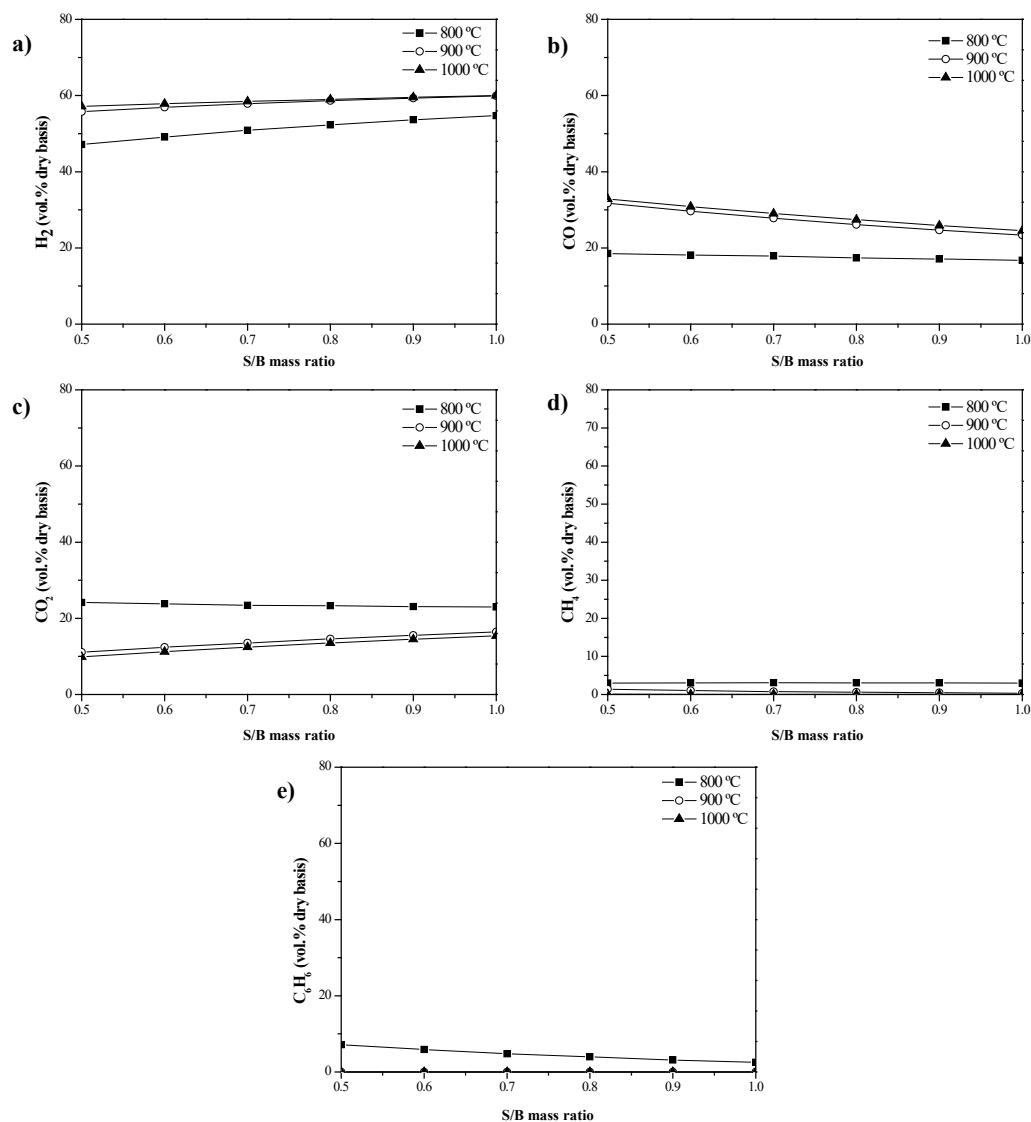 a)
80
60
40
20
0
H2 (vol.% dry basis)
0.5 0.6 0.7 0.8 0.9 1.0
S/B mass ratio
800 ºC
900 ºC
1000 ºC
b)
80
60
40
20
0
CO (vol.% dry basis)
0.5 0.6 0.7 0.8 0.9 1.0
S/B mass ratio
800 ºC
900 ºC
1000 ºC
c)
80
60
40
20
0
CO2 (vol.% dry basis)
0.5 0.6 0.7 0.8 0.9 1.0
S/B mass ratio
800 ºC
900 ºC
1000 ºC
d)
80
70
60
50
40
30
20
10
0
CH4 (vol.% dry basis)
0.5 0.6 0.7 0.8 0.9 1.0
S/B mass ratio
800 ºC
900 ºC
1000 ºC
e)
80
60
40
20
0
C6H6 (vol.% dry basis)
0.5 0.6 0.7 0.8 0.9 1.0
S/B mass ratio
800 ºC
900 ºC
1000 ºC